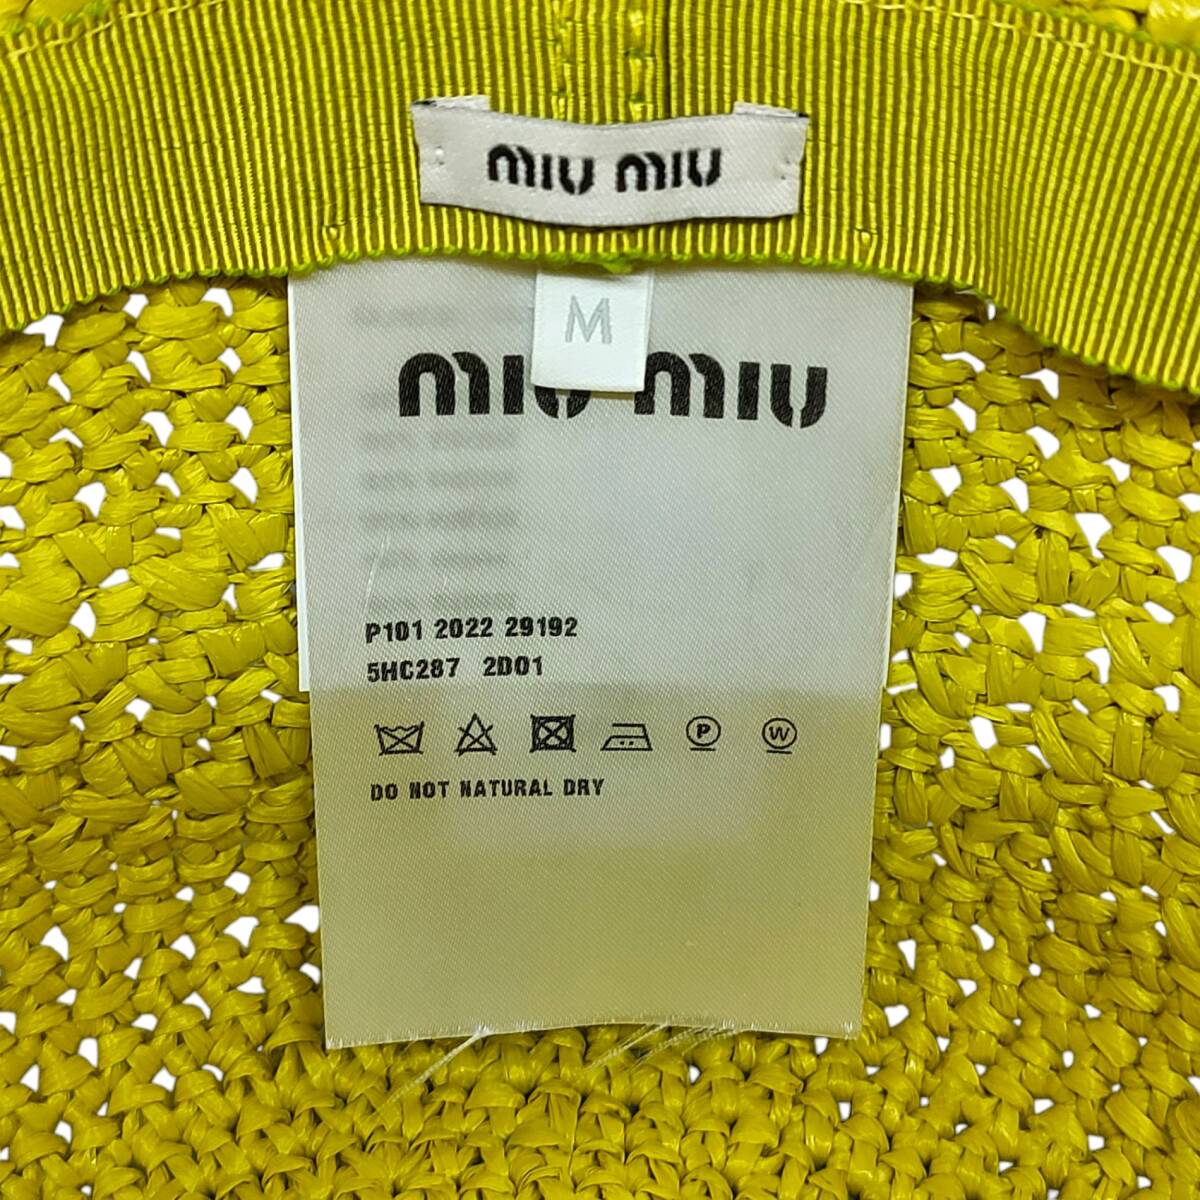 miu miu
M
miu miu
P101 2022 29192
5HC287 2D01
P W
DO NOT NATURAL DRY